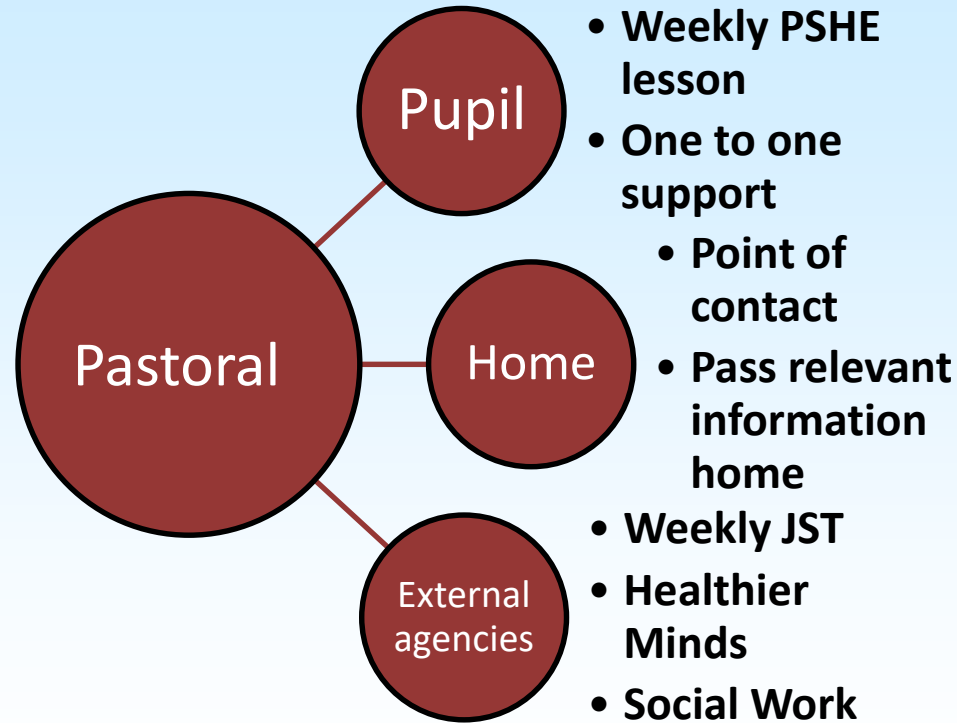 Pastoral
Pupil
• Weekly PSHE
lesson
• One to one
support
Home
• Point of
contact
• Pass relevant
information
home
External
agencies
• Weekly JST
• Healthier
Minds
• Social Work